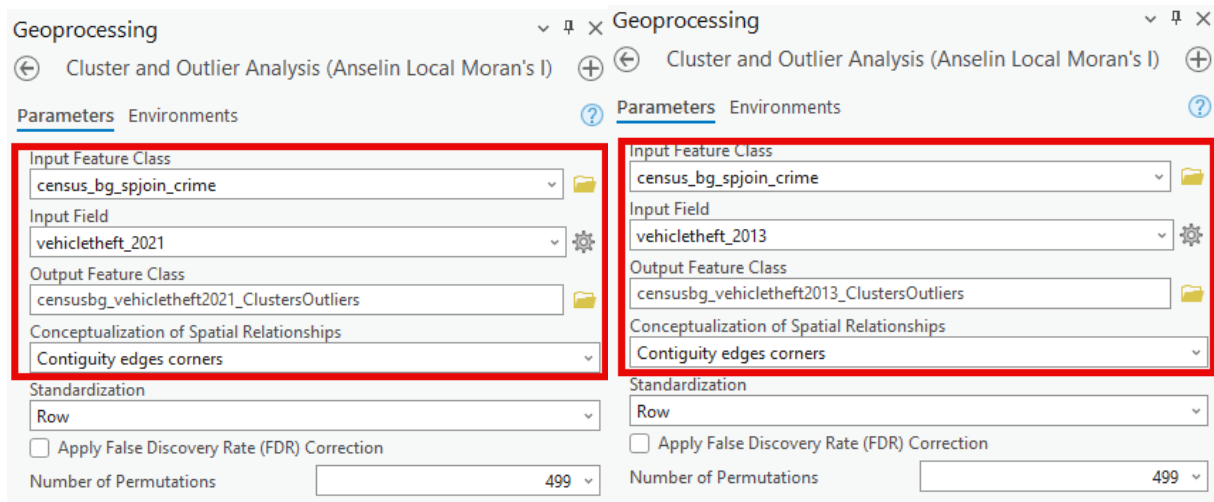 Geoprocessing
Cluster and Outlier Analysis (Anselin Local Moran's I)
Parameters Environments
?
Input Feature Class
census_bg_spjoin_crime
Input Field
vehicletheft_2021
Output Feature Class
censusbg_vehicletheft2021_ClustersOutliers
Conceptualization of Spatial Relationships
Contiguity edges corners
Standardization
Row
Apply False Discovery Rate (FDR) Correction
Number of Permutations 499
Geoprocessing
Cluster and Outlier Analysis (Anselin Local Moran's I)
Parameters Environments
?
Input Feature Class
census_bg_spjoin_crime
Input Field
vehicletheft_2013
Output Feature Class
censusbg_vehicletheft2013_ClustersOutliers
Conceptualization of Spatial Relationships
Contiguity edges corners
Standardization
Row
Apply False Discovery Rate (FDR) Correction
Number of Permutations 499